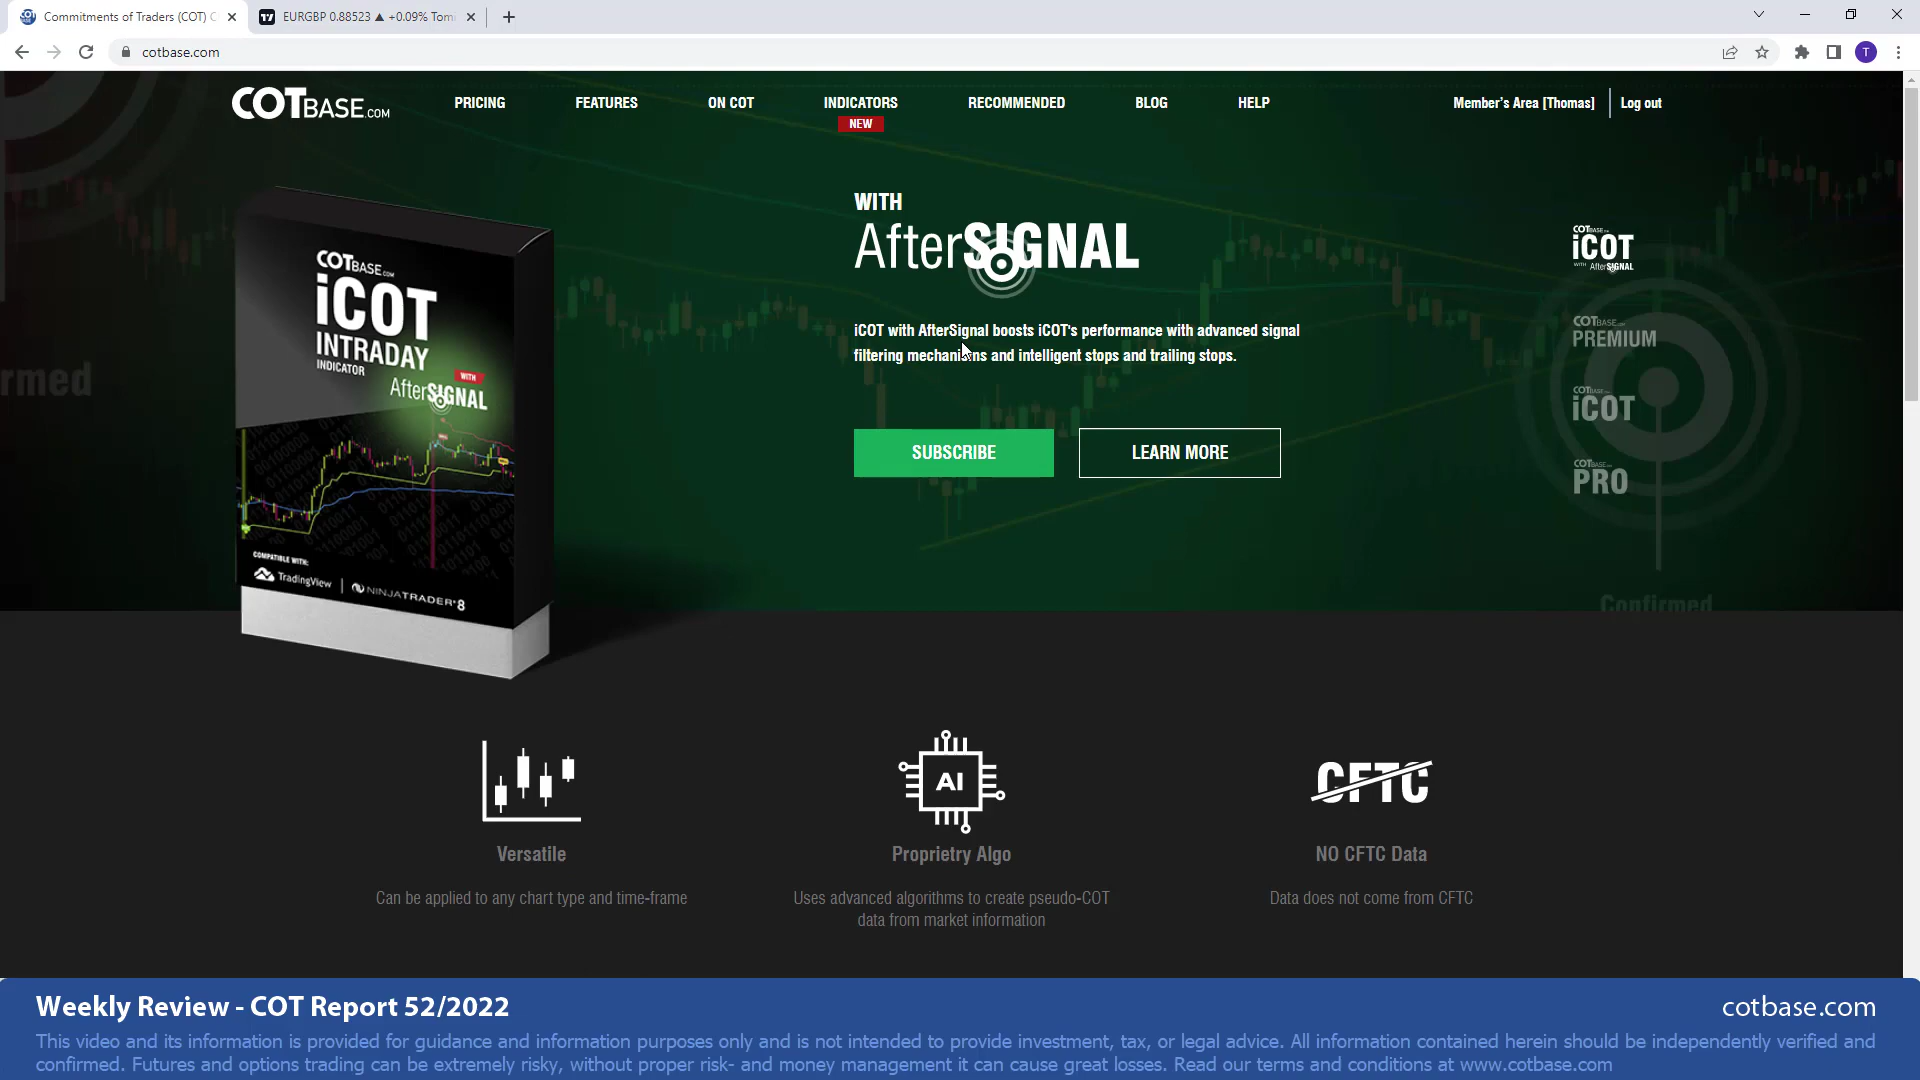 Commitments of Traders (COT) C
EURGBP 0.88523 ▲ +0.09% Tom
cotbase.com
T
COTBASE.COM
PRICING
FEATURES
ON COT
INDICATORS
NEW
RECOMMENDED
BLOG
HELP
Member's Area [Thomas]
Log out
WITH
AfterSIGNAL
iCOT with AfterSignal boosts iCOT's performance with advanced signal
filtering mechanisms and intelligent stops and trailing stops.
SUBSCRIBE
LEARN MORE
COTBASE.COM
iCOT
INTRADAY
INDICATOR
WITH
AfterSIGNAL
COMPATIBLE WITH:
TradingView
NINJATRADER 8
COTBASE.COM
iCOT
WITH AfterSIGNAL
COTBASE.COM
PREMIUM
COTBASE.COM
iCOT
COTBASE.COM
PRO
rmed
Confirmed
AI
CFTC
Versatile
Can be applied to any chart type and time-frame
Proprietry Algo
Uses advanced algorithms to create pseudo-COT
data from market information
NO CFTC Data
Data does not come from CFTC
Weekly Review - COT Report 52/2022
cotbase.com
This video and its information is provided for guidance and information purposes only and is not intended to provide investment, tax, or legal advice. All information contained herein should be independently verified and
confirmed. Futures and options trading can be extremely risky, without proper risk- and money management it can cause great losses. Read our terms and conditions at www.cotbase.com